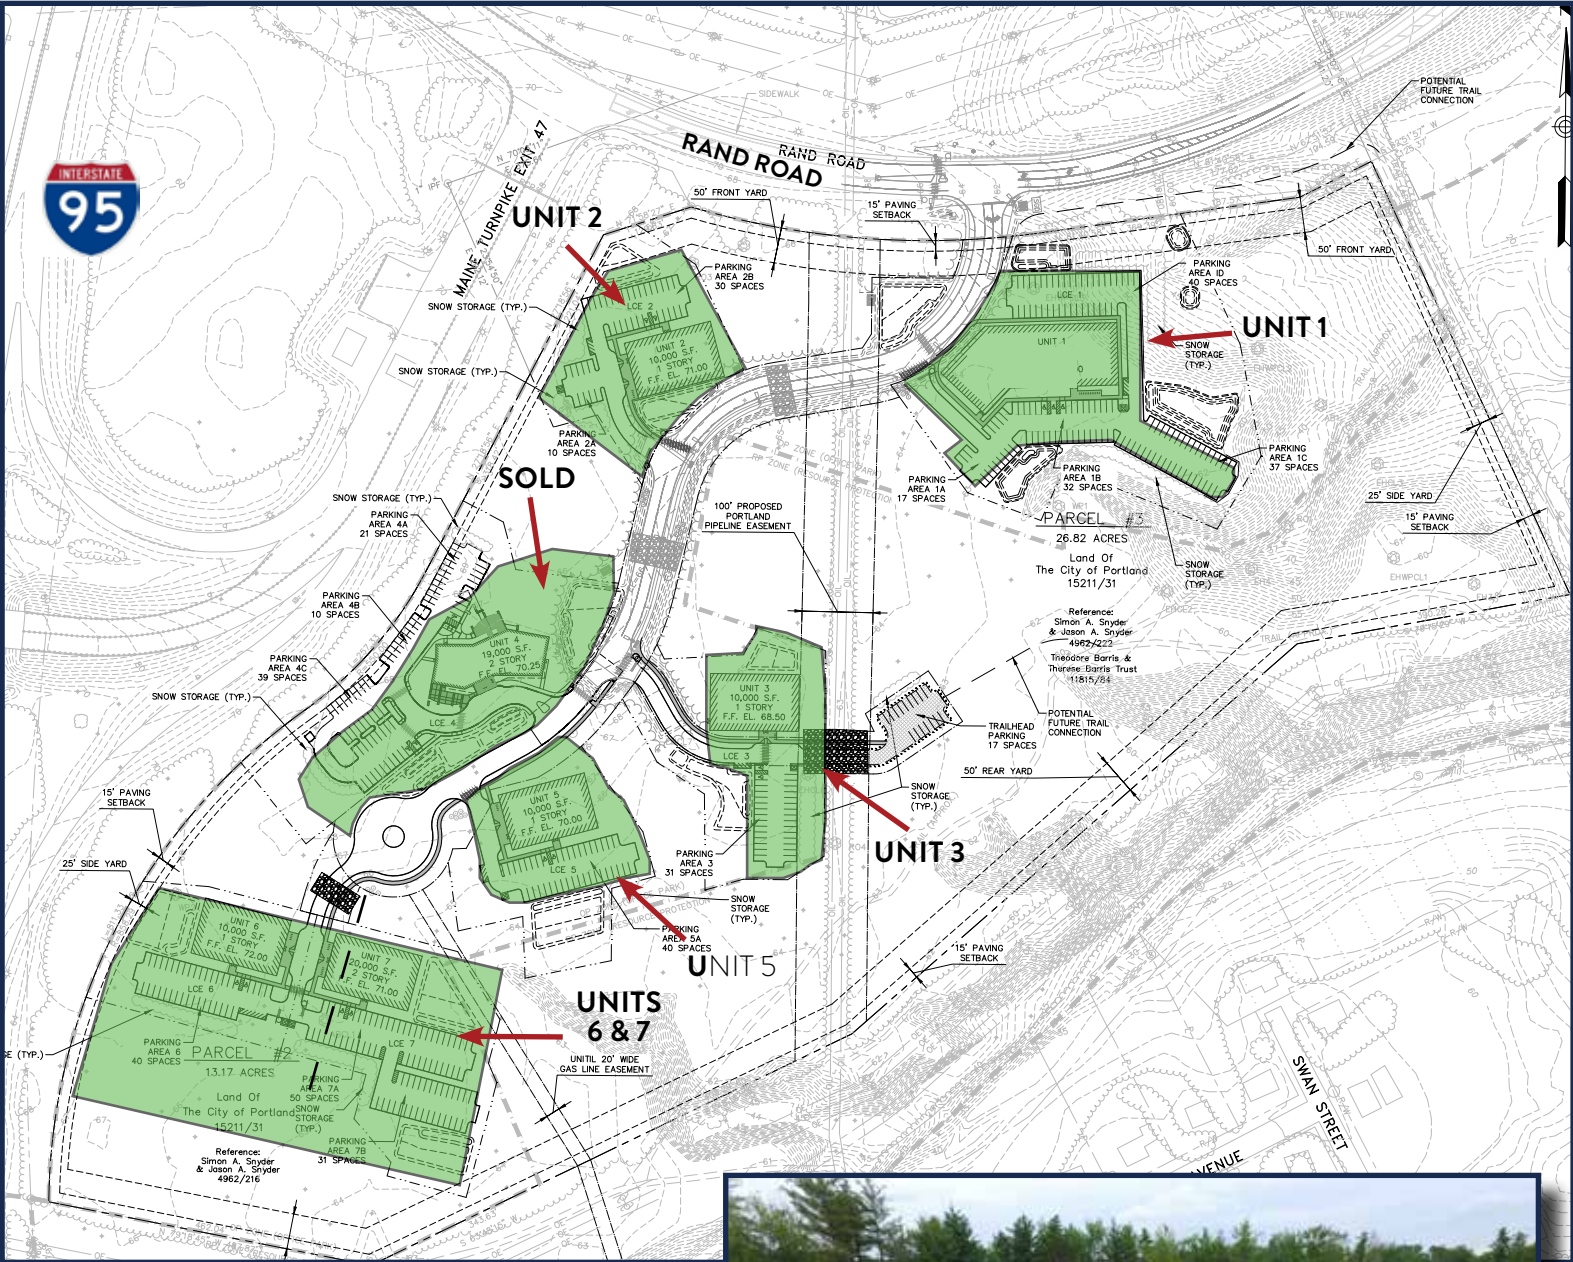 INTERSTATE
95
MAINE TURNPIKE EXIT 47
RAND ROAD
RAND ROAD
SIDEWALK
SIDEWALK
POTENTIAL
FUTURE TRAIL
CONNECTION
50' FRONT YARD
15' PAVING
SETBACK
50' FRONT YARD
UNIT 2
PARKING
AREA 2B
30 SPACES
SNOW STORAGE (TYP.)
LCE 2
UNIT 2
10,000 S.F.
1 STORY
F.F. EL. 71.00
SNOW STORAGE (TYP.)
PARKING
AREA 2A
10 SPACES
PARKING
AREA 1D
40 SPACES
LCE 1
UNIT 1
UNIT 1
SNOW
STORAGE
(TYP.)
PARKING
AREA 1C
37 SPACES
PARKING
AREA 1B
32 SPACES
PARKING
AREA 1A
17 SPACES
25' SIDE YARD
15' PAVING
SETBACK
PARCEL #3
26.82 ACRES
Land Of
The City of Portland
15211/31
SNOW
STORAGE
(TYP.)
Reference:
Simon A. Snyder
& Jason A. Snyder
4962/222
Theodore Barris &
Therese Barris Trust
11815/84
SOLD
SNOW STORAGE (TYP.)
PARKING
AREA 4A
21 SPACES
100' PROPOSED
PORTLAND
PIPELINE EASEMENT
PARKING
AREA 4B
10 SPACES
UNIT 4
19,000 S.F.
2 STORY
F.F. EL. 70.25
PARKING
AREA 4C
39 SPACES
SNOW STORAGE (TYP.)
LCE 4
UNIT 3
10,000 S.F.
1 STORY
F.F. EL. 68.50
LCE 3
TRAILHEAD
PARKING
17 SPACES
POTENTIAL
FUTURE TRAIL
CONNECTION
50' REAR YARD
SNOW
STORAGE
(TYP.)
UNIT 3
15' PAVING
SETBACK
UNIT 5
10,000 S.F.
1 STORY
F.F. EL. 70.00
LCE 5
PARKING
AREA 3
31 SPACES
SNOW
STORAGE
(TYP.)
25' SIDE YARD
PARKING
AREA 5A
40 SPACES
UNIT 5
15' PAVING
SETBACK
UNIT
6
10,000 S.F.
1 STORY
F.F. EL. 72.00
UNIT 7
20,000 S.F.
2 STORY
F.F. EL. 71.00
LCE 6
LCE 7
UNITS
6 & 7
UNITIL 20' WIDE
GAS LINE EASEMENT
E (TYP.)
PARKING
AREA 6
40 SPACES
PARCEL #2
13.17 ACRES
Land Of
The City of Portland
15211/31
PARKING
AREA 7A
50 SPACES
SNOW
STORAGE
(TYP.)
PARKING
AREA 7B
31 SPACES
Reference:
Simon A. Snyder
& Jason A. Snyder
4962/216
SWAN STREET
AVENUE